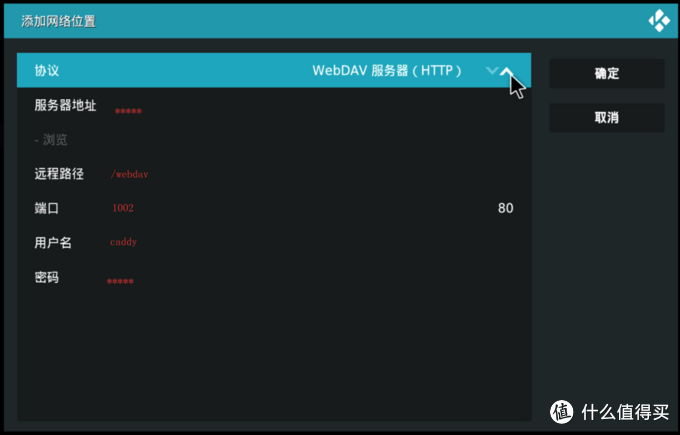 添加网络位置
协议 WebDAV 服务器（HTTP）
确定
服务器地址 *****
取消
- 浏览
远程路径 /webdav
端口 1002 80
用户名 caddy
密码 *****
值 什么值得买